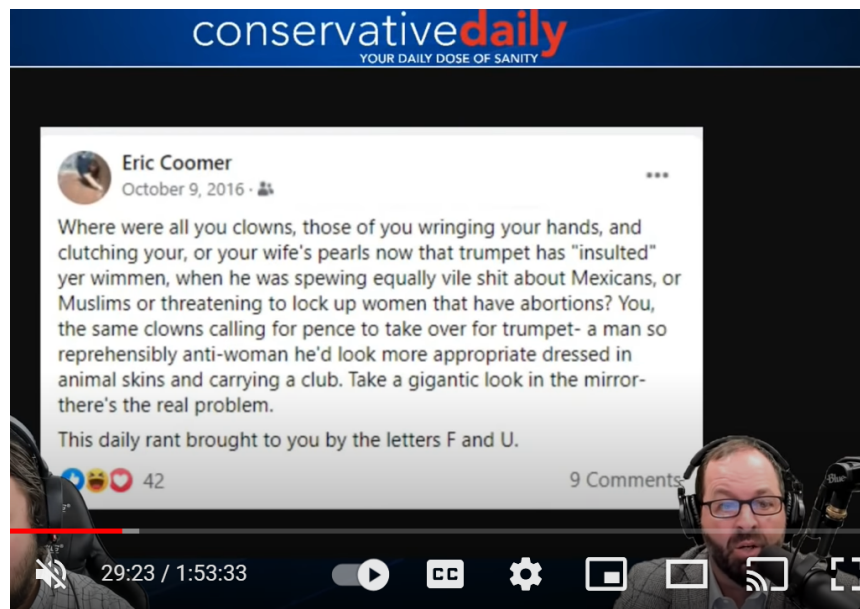 conservativedaily
YOUR DAILY DOSE OF SANITY
Eric Coomer
October 9, 2016 ·
Where were all you clowns, those of you wringing your hands, and
clutching your, or your wife's pearls now that trumpet has "insulted"
yer wimmen, when he was spewing equally vile shit about Mexicans, or
Muslims or threatening to lock up women that have abortions? You,
the same clowns calling for pence to take over for trumpet- a man so
reprehensibly anti-woman he'd look more appropriate dressed in
animal skins and carrying a club. Take a gigantic look in the mirror-
there's the real problem.
This daily rant brought to you by the letters F and U.
42
9 Comments
Blue
29:23 / 1:53:33
CC